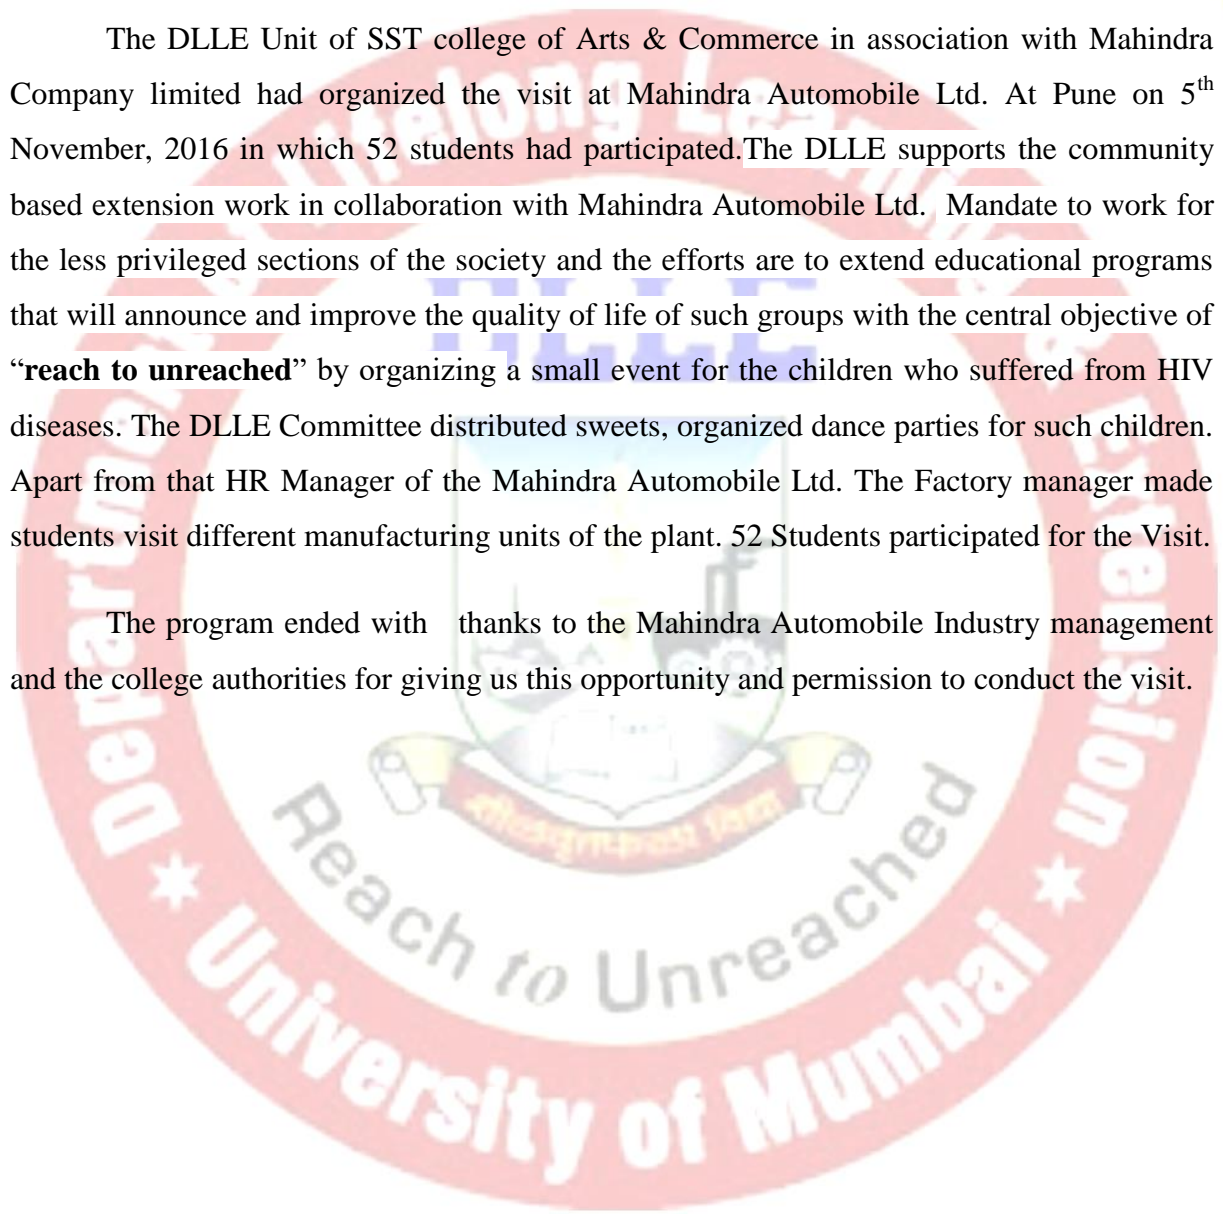 The DLLE Unit of SST college of Arts & Commerce in association with Mahindra
Company limited had organized the visit at Mahindra Automobile Ltd. At Pune on 5th
November, 2016 in which 52 students had participated.The DLLE supports the community
based extension work in collaboration with Mahindra Automobile Ltd.  Mandate to work for
the less privileged sections of the society and the efforts are to extend educational programs
that will announce and improve the quality of life of such groups with the central objective of
“reach to unreached” by organizing a small event for the children who suffered from HIV
diseases. The DLLE Committee distributed sweets, organized dance parties for such children.
Apart from that HR Manager of the Mahindra Automobile Ltd. The Factory manager made
students visit different manufacturing units of the plant. 52 Students participated for the Visit.
The program ended with   thanks to the Mahindra Automobile Industry management
and the college authorities for giving us this opportunity and permission to conduct the visit.
Department of Lifelong Learning & Extension
DLLE
Reach to Unreached
University of Mumbai